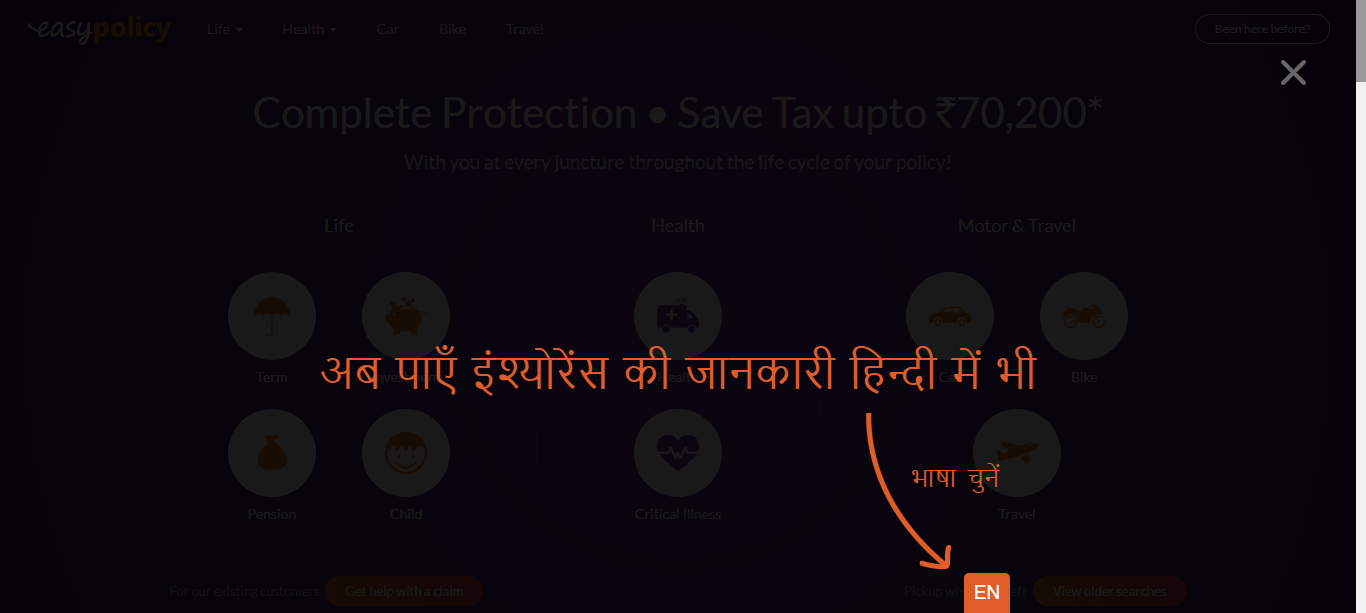 easypolicy Life Health Car Bike Travel Been here before?
Complete Protection • Save Tax upto ₹70,200*
With you at every juncture throughout the life cycle of your policy!
Life Health Motor & Travel
Term Health Car Bike
अब पाएँ इंश्योरेंस की जानकारी हिन्दी में भी
भाषा चुनें
Pension Child Critical Illness Travel
For our existing customers Get help with a claim
EN
View older searches